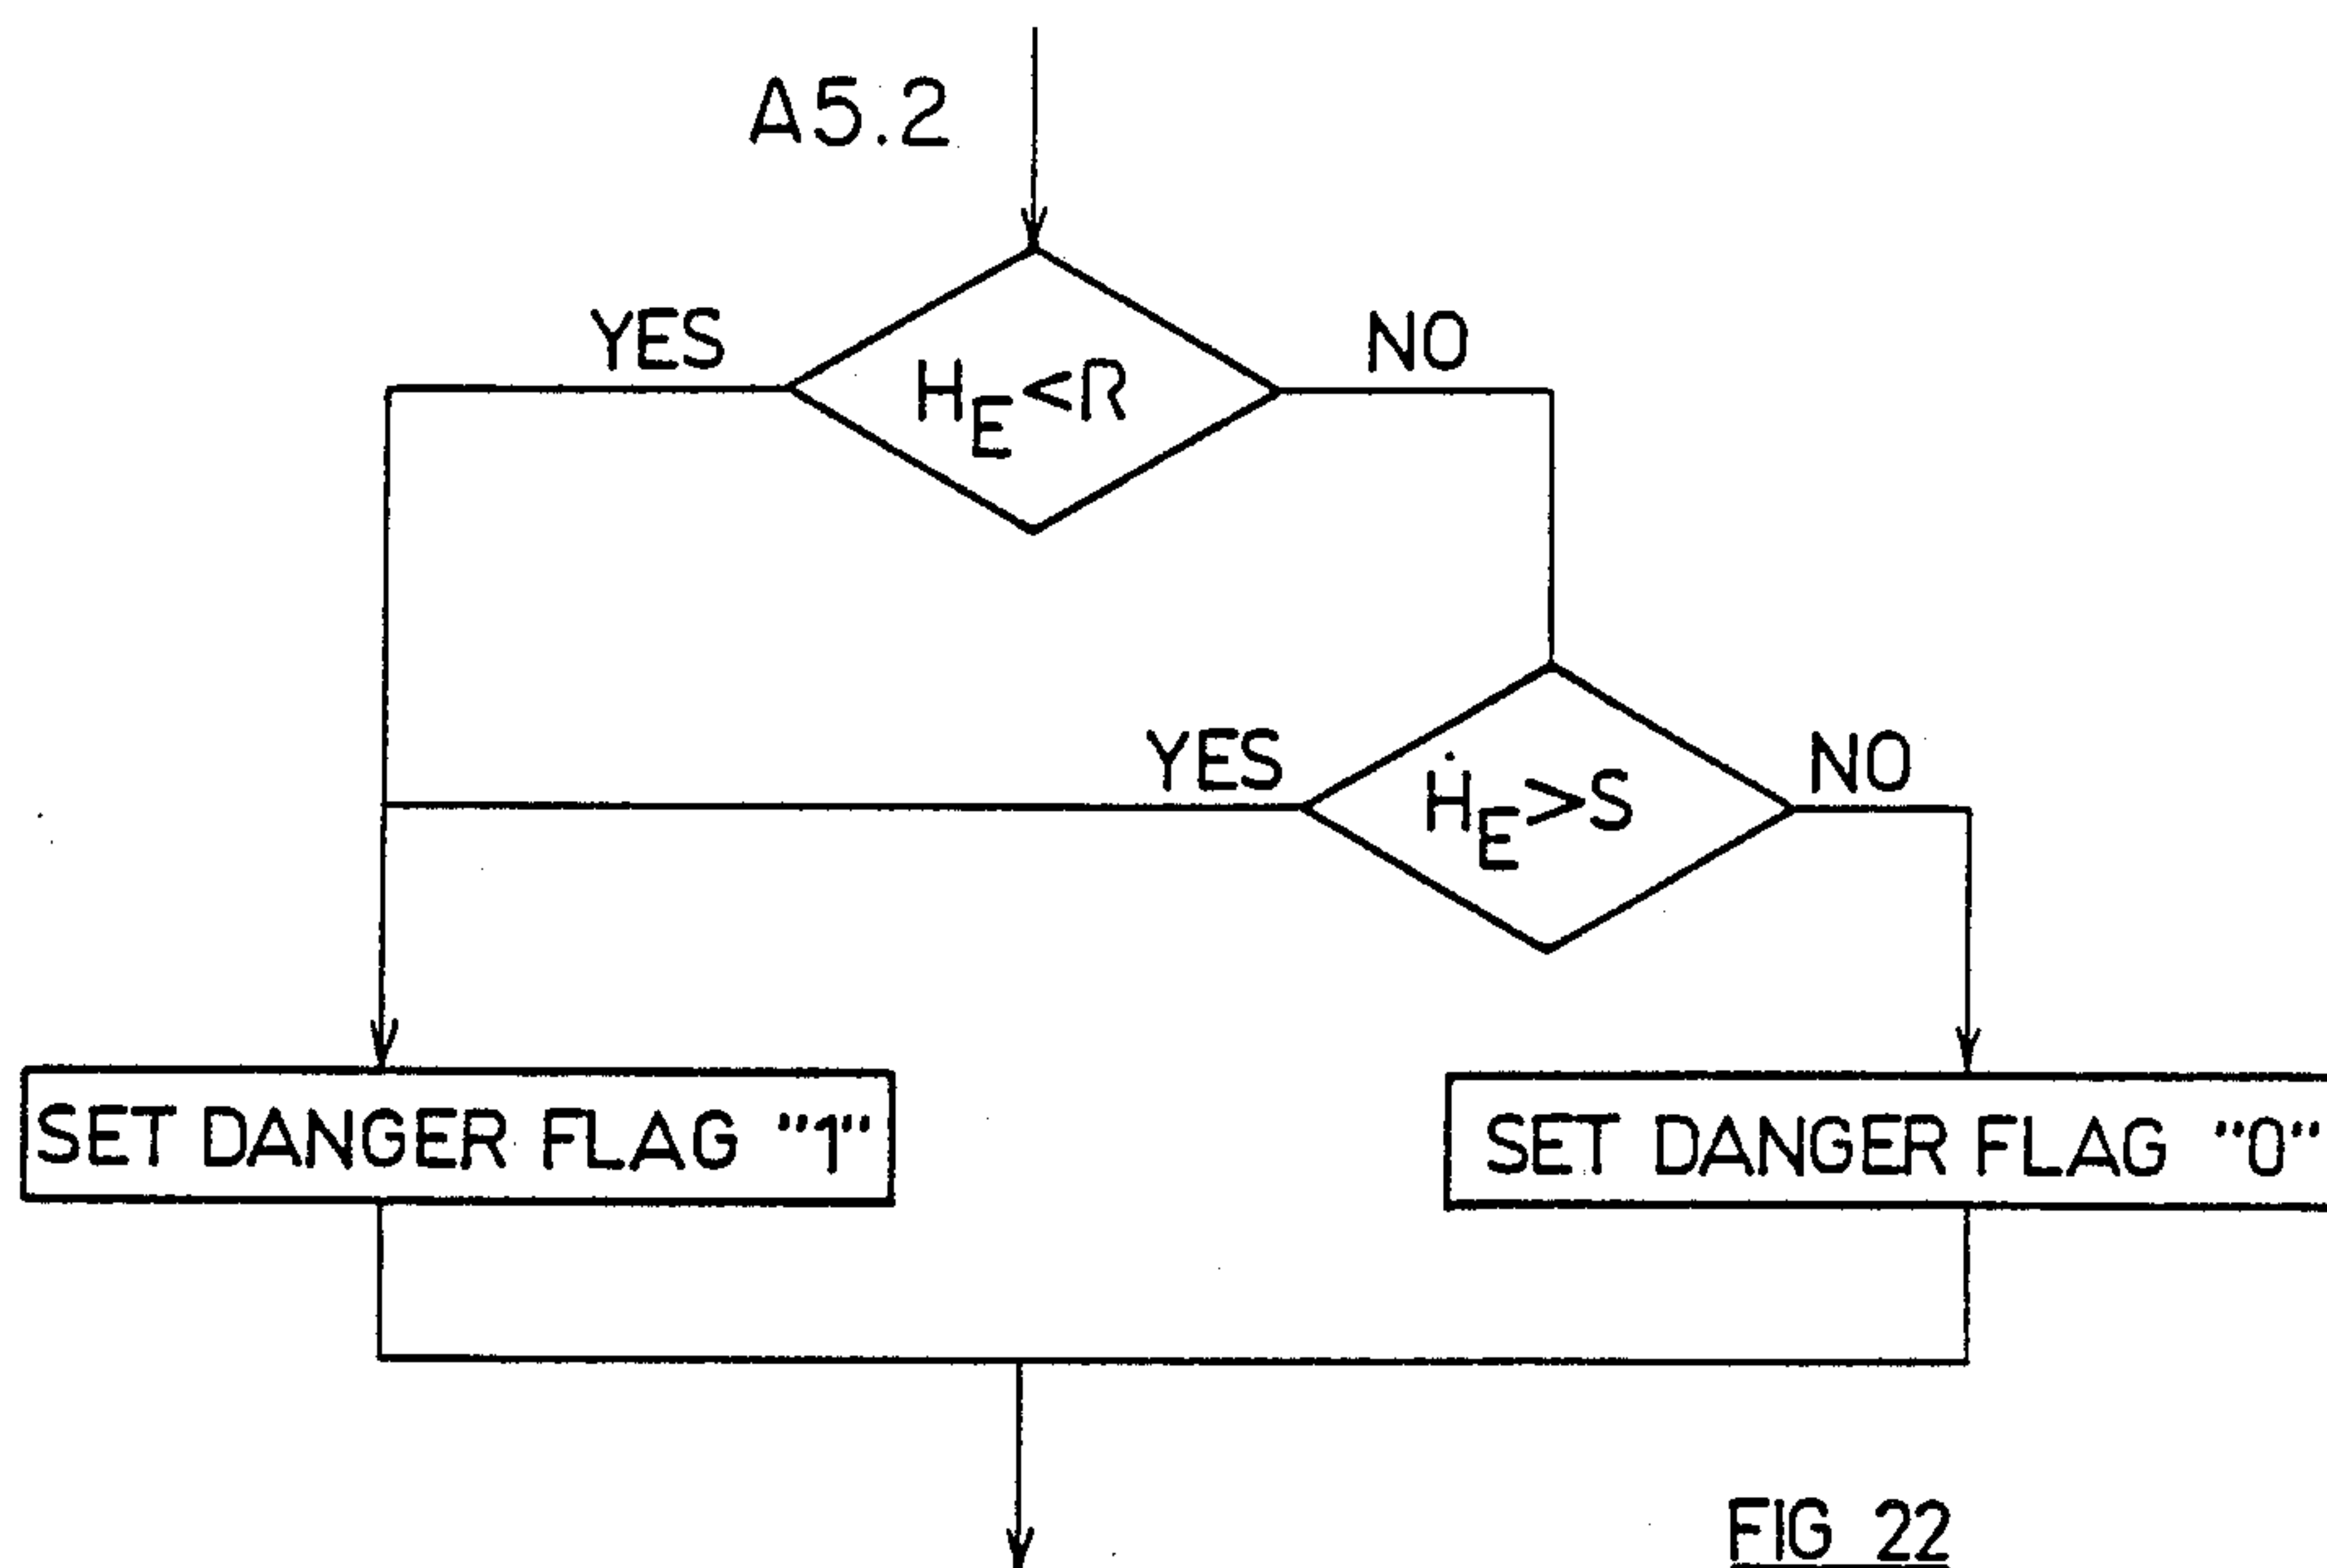 A5.2
YES
NO
H_E<R
YES
NO
Ḣ_E>S
SET DANGER FLAG "1"
SET DANGER FLAG "0"
FIG 22